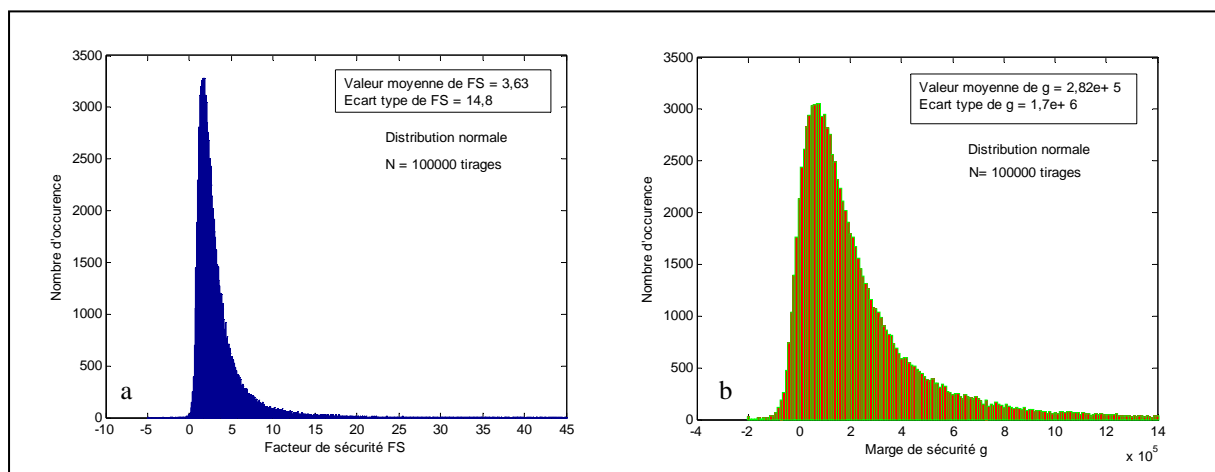 3500
3000
2500
2000
1500
1000
500
0
Nombre d'occurence
Valeur moyenne de FS = 3,63
Ecart type de FS = 14,8
Distribution normale
N = 100000 tirages
a
-10 -5 0 5 10 15 20 25 30 35 40 45
Facteur de sécurité FS
3500
3000
2500
2000
1500
1000
500
0
Nombre d'occurence
Valeur moyenne de g = 2,82e+ 5
Ecart type de g = 1,7e+ 6
Distribution normale
N= 100000 tirages
b
-4 -2 0 2 4 6 8 10 12 14
x 10⁵
Marge de sécurité g